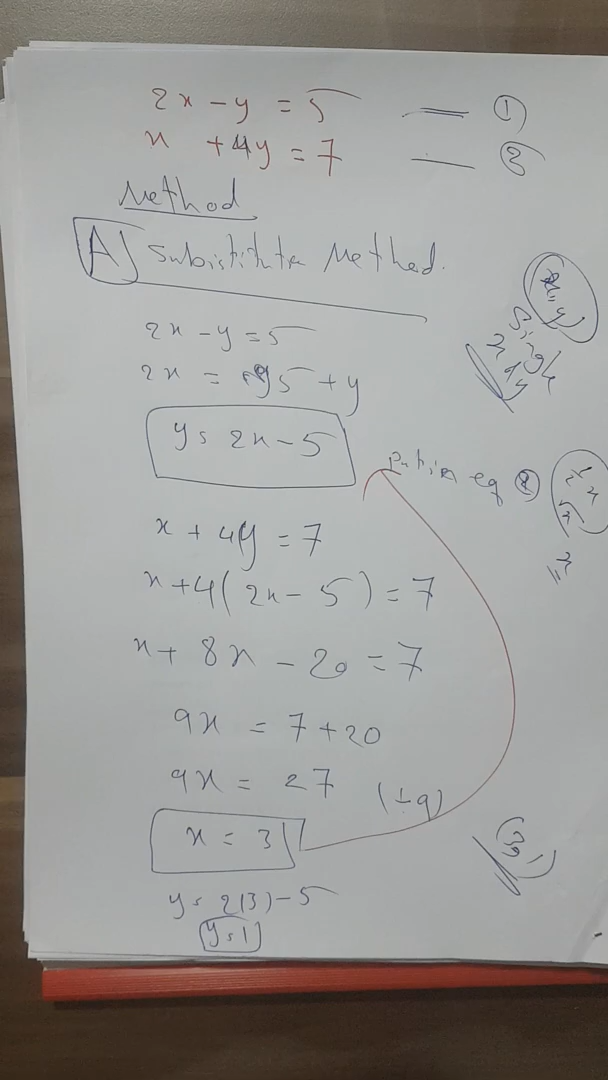 2x - y = 5 — ①
x + 4y = 7 — ②
Method
A) Subistitution Method.
2x - y = 5
2x = 5 + y
y = 2x - 5
put in eq ②
x + 4y = 7
x + 4(2x - 5) = 7
x + 8x - 20 = 7
9x = 7 + 20
9x = 27 (÷9)
x = 3
y = 2(3) - 5
y = 1
(3,1)
Single